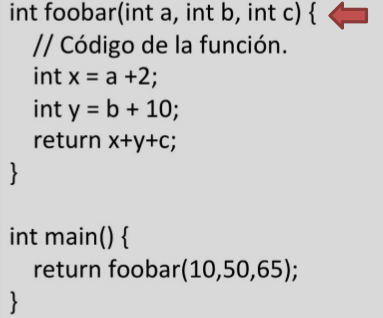 int foobar(int a, int b, int c) {
// Código de la función.
int x = a +2;
int y = b + 10;
return x+y+c;
}
int main() {
return foobar(10,50,65);
}